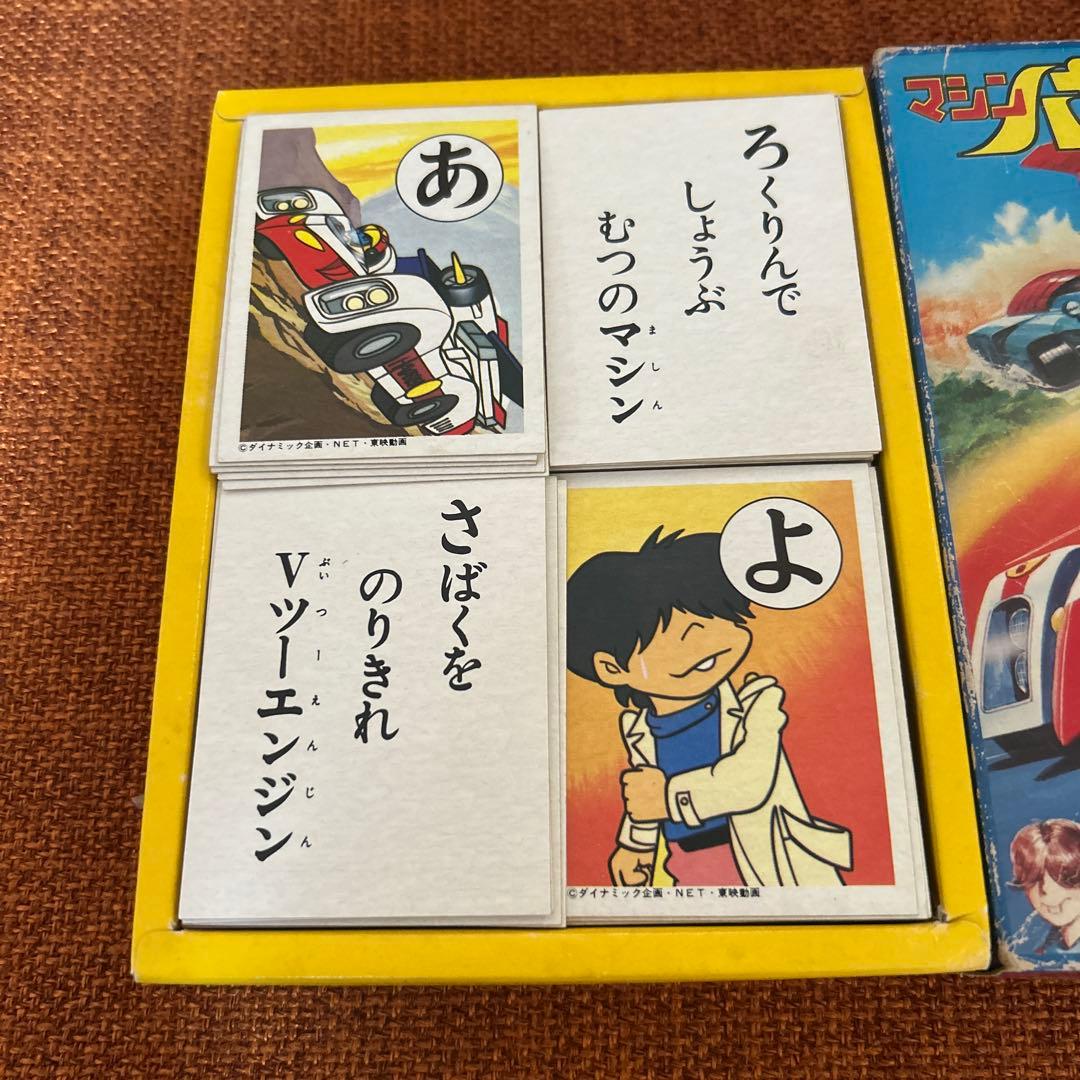 あ
©ダイナミック企画・NET・東映動画
ろくりんで
しょうぶ
むつのマシン
ましん
マシン
さばくを
のりきれ
Vツーエンジン
ぶいつーえんじん
よ
©ダイナミック企画・NET・東映動画